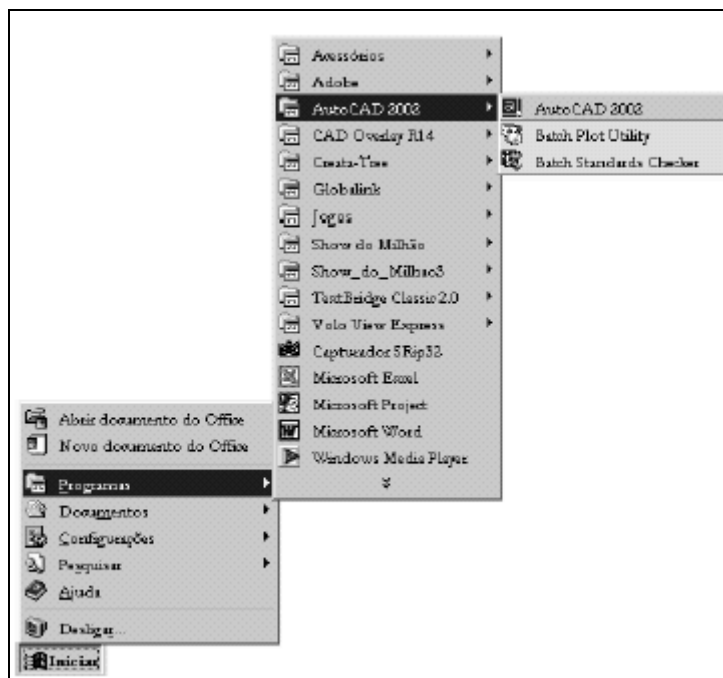 Acessórios
Adobe
AutoCAD 2002
CAD Overlay R14
Creata-Tree
Globalink
Jogos
Show do Milhão
Show_do_Milhao3
TextBridge Classic 2.0
Volo View Express
Capturador SRip32
Microsoft Excel
Microsoft Project
Microsoft Word
Windows Media Player
AutoCAD 2002
Batch Plot Utility
Batch Standards Checker
Abrir documento do Office
Novo documento do Office
Programas
Documentos
Configurações
Pesquisar
Ajuda
Desligar...
Iniciar